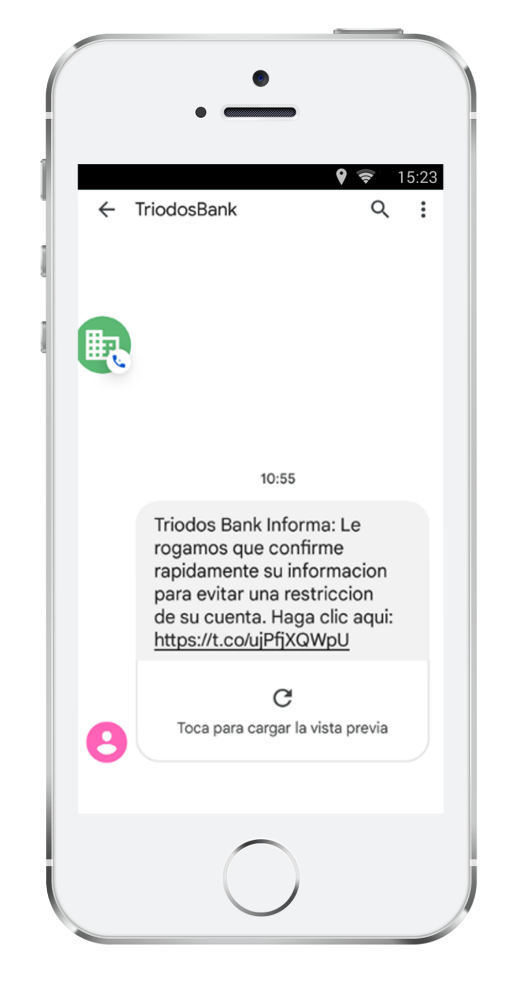 15:23
TriodosBank
10:55
Triodos Bank Informa: Le
rogamos que confirme
rapidamente su informacion
para evitar una restriccion
de su cuenta. Haga clic aqui:
https://t.co/ujPfjXQWpU
Toca para cargar la vista previa